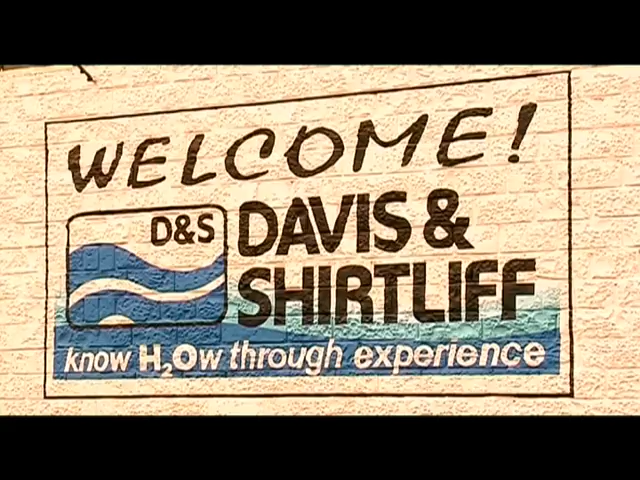 WELCOME!
D&S
DAVIS &
SHIRTLIFF
know H₂Ow through experience